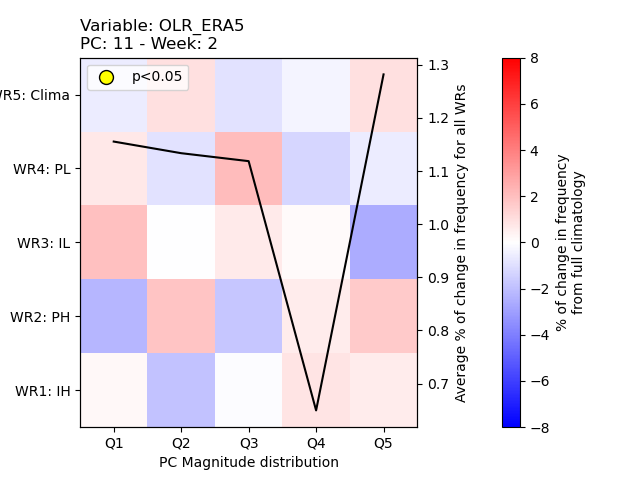 Variable: OLR_ERA5
PC: 11 - Week: 2
p<0.05
R5: Clima
WR4: PL
WR3: IL
WR2: PH
WR1: IH
Q1 Q2 Q3 Q4 Q5
PC Magnitude distribution
1.3
1.2
1.1
1.0
0.9
0.8
0.7
Average % of change in frequency for all WRs
8
6
4
2
0
−2
−4
−6
−8
% of change in frequency
from full climatology